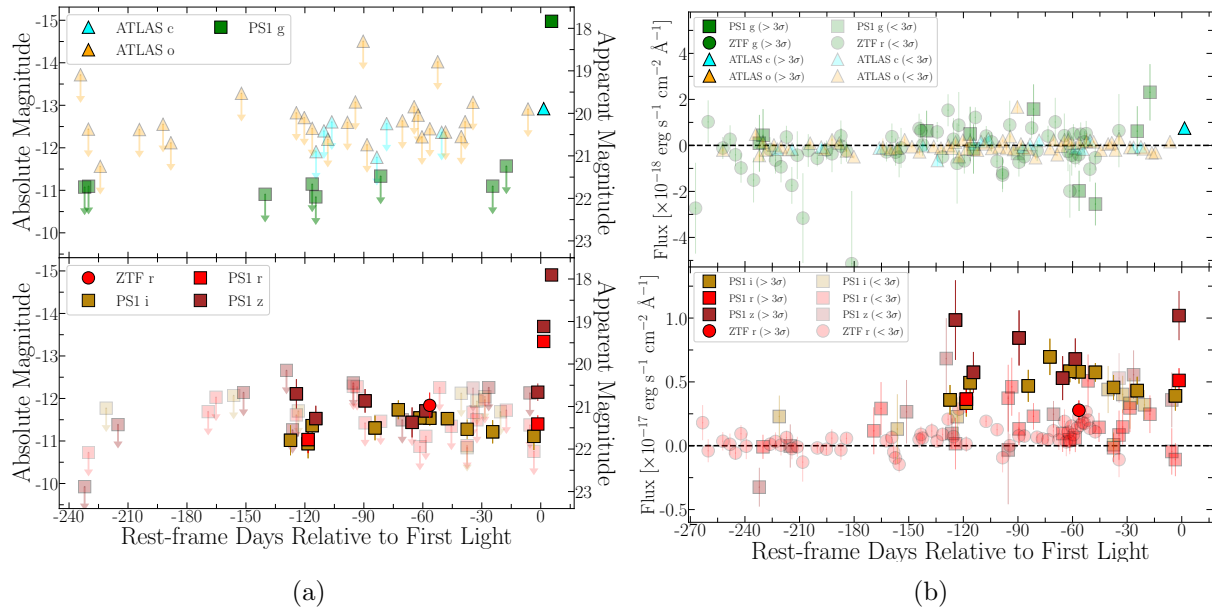 ATLAS c
PS1 g
ATLAS o
Absolute Magnitude
-15
-14
-13
-12
-11
-10
Apparent Magnitude
18
19
20
21
22
23
ZTF r
PS1 r
PS1 i
PS1 z
Absolute Magnitude
-15
-14
-13
-12
-11
-10
Apparent Magnitude
18
19
20
21
22
-240 -210 -180 -150 -120 -90 -60 -30 0
Rest-frame Days Relative to First Light
(a)
PS1 g (> 3σ) PS1 g (< 3σ)
ZTF g (> 3σ) ZTF r (< 3σ)
ATLAS c (> 3σ) ATLAS c (< 3σ)
ATLAS o (> 3σ) ATLAS o (< 3σ)
Flux [×10⁻¹⁸ erg s⁻¹ cm⁻² Å⁻¹]
4
2
0
-2
-4
PS1 i (> 3σ) PS1 i (< 3σ)
PS1 r (> 3σ) PS1 r (< 3σ)
PS1 z (> 3σ) PS1 z (< 3σ)
ZTF r (> 3σ) ZTF r (< 3σ)
Flux [×10⁻¹⁷ erg s⁻¹ cm⁻² Å⁻¹]
1.0
0.5
0.0
-0.5
-270 -240 -210 -180 -150 -120 -90 -60 -30 0
Rest-frame Days Relative to First Light
(b)